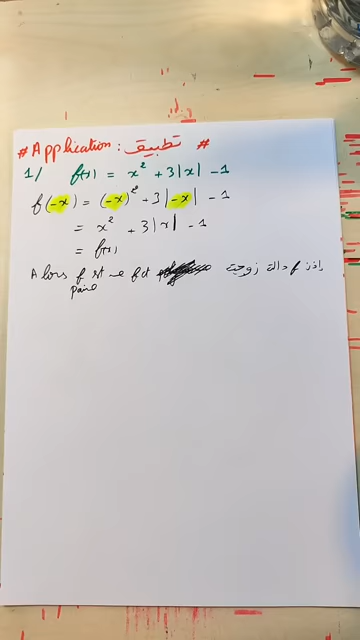 # Application : تطبيق #
1/ f(x) = x² + 3|x| - 1
f(-x) = (-x)² + 3|-x| - 1
= x² + 3|x| - 1
= f(x)
Alors f st une fct إذن f دالة زوجية
paire